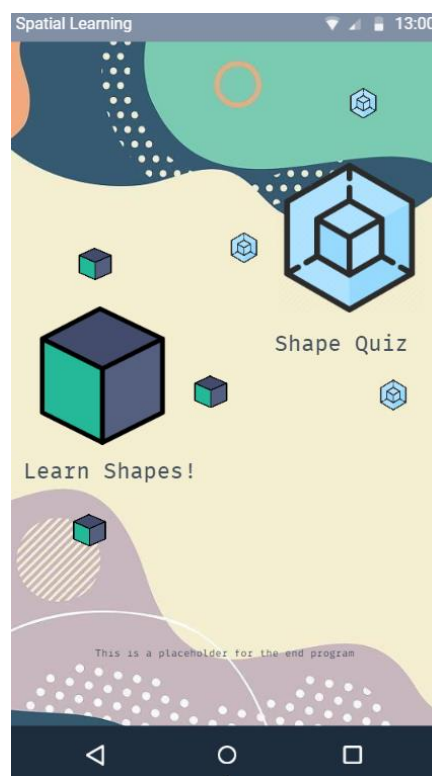 Spatial Learning 13:00
Shape Quiz
Learn Shapes!
This is a placeholder for the end program